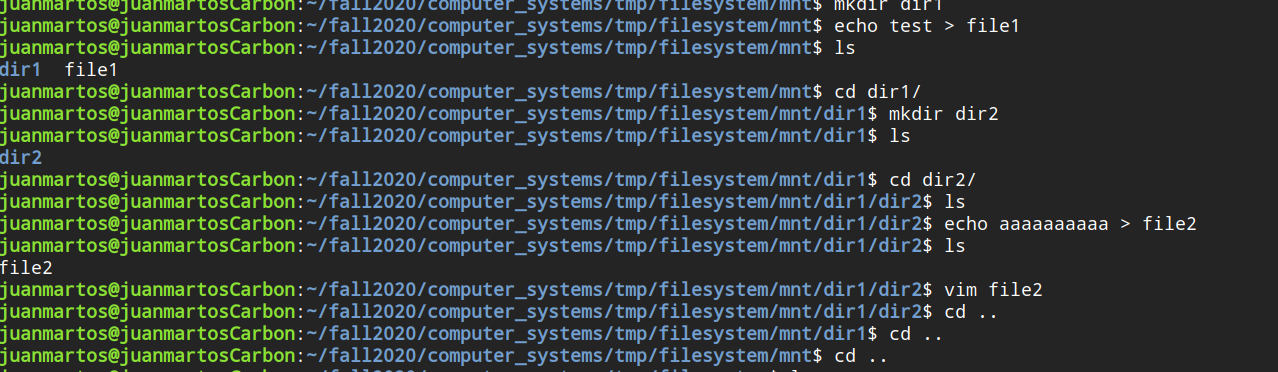 juanmartos@juanmartosCarbon:~/fall2020/computer_systems/tmp/filesystem/mnt$ mkdir dir1
juanmartos@juanmartosCarbon:~/fall2020/computer_systems/tmp/filesystem/mnt$ echo test > file1
juanmartos@juanmartosCarbon:~/fall2020/computer_systems/tmp/filesystem/mnt$ ls
dir1  file1
juanmartos@juanmartosCarbon:~/fall2020/computer_systems/tmp/filesystem/mnt$ cd dir1/
juanmartos@juanmartosCarbon:~/fall2020/computer_systems/tmp/filesystem/mnt/dir1$ mkdir dir2
juanmartos@juanmartosCarbon:~/fall2020/computer_systems/tmp/filesystem/mnt/dir1$ ls
dir2
juanmartos@juanmartosCarbon:~/fall2020/computer_systems/tmp/filesystem/mnt/dir1$ cd dir2/
juanmartos@juanmartosCarbon:~/fall2020/computer_systems/tmp/filesystem/mnt/dir1/dir2$ ls
juanmartos@juanmartosCarbon:~/fall2020/computer_systems/tmp/filesystem/mnt/dir1/dir2$ echo aaaaaaaaaa > file2
juanmartos@juanmartosCarbon:~/fall2020/computer_systems/tmp/filesystem/mnt/dir1/dir2$ ls
file2
juanmartos@juanmartosCarbon:~/fall2020/computer_systems/tmp/filesystem/mnt/dir1/dir2$ vim file2
juanmartos@juanmartosCarbon:~/fall2020/computer_systems/tmp/filesystem/mnt/dir1/dir2$ cd ..
juanmartos@juanmartosCarbon:~/fall2020/computer_systems/tmp/filesystem/mnt/dir1$ cd ..
juanmartos@juanmartosCarbon:~/fall2020/computer_systems/tmp/filesystem/mnt$ cd ..